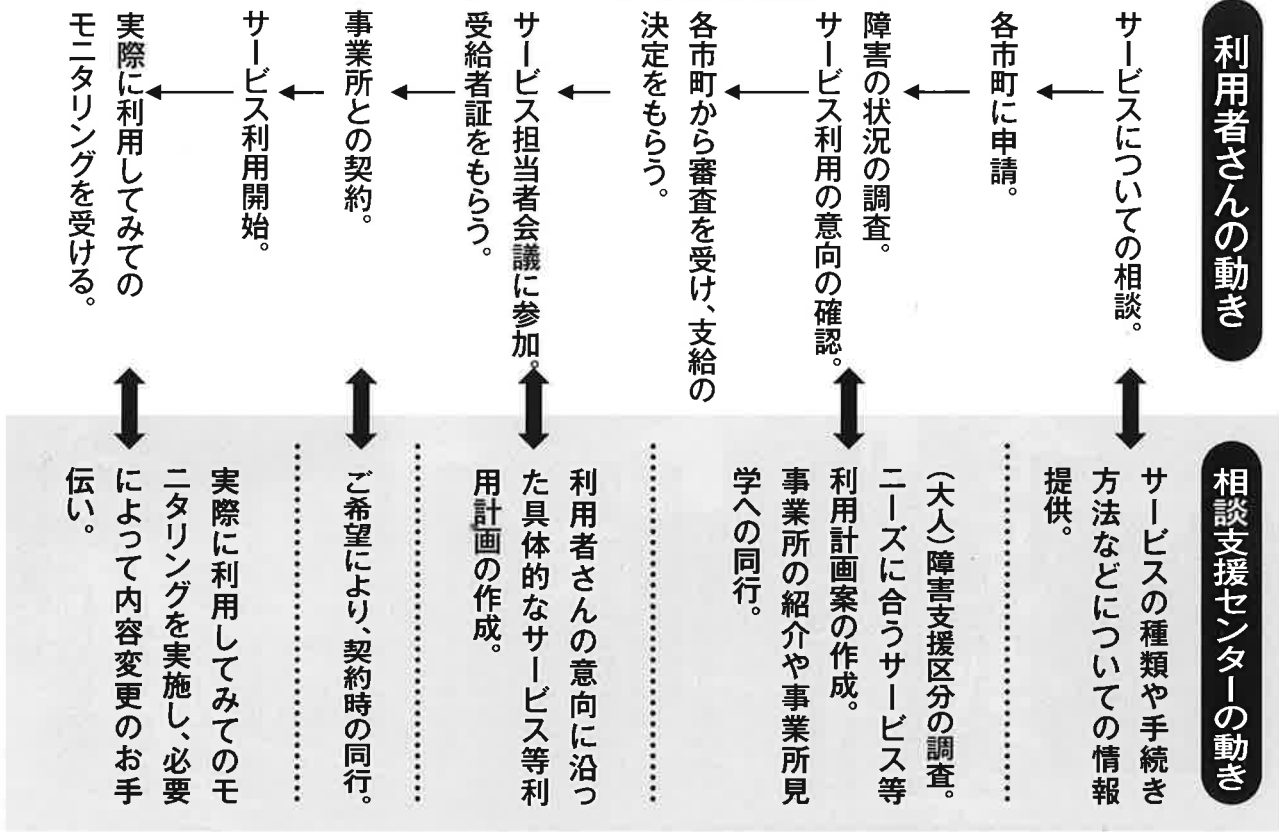 利用者さんの動き
サービスについての相談。
各市町に申請。
障害の状況の調査。
サービス利用の意向の確認。
各市町から審査を受け、支給の
決定をもらう。
サービス担当者会議に参加。
受給者証をもらう。
事業所との契約。
サービス利用開始。
実際に利用してみての
モニタリングを受ける。
相談支援センターの動き
サービスの種類や手続き
方法などについての情報
提供。
（大人）障害支援区分の調査。
ニーズに合うサービス等
利用計画案の作成。
事業所の紹介や事業所見
学への同行。
利用者さんの意向に沿っ
た具体的なサービス等利
用計画の作成。
ご希望により、契約時の同行。
実際に利用してみてのモ
ニタリングを実施し、必要
によって内容変更のお手
伝い。